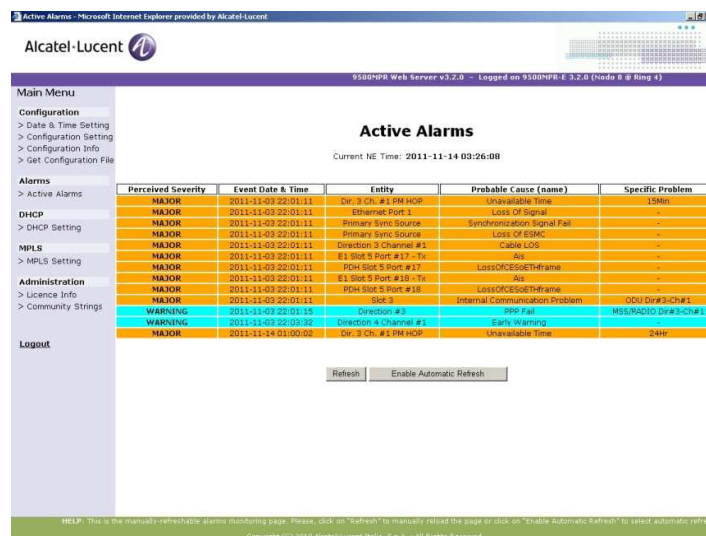 Active Alarms - Microsoft Internet Explorer provided by Alcatel-Lucent
Alcatel·Lucent
9500MPR Web Server v3.2.0 - Logged on 9500MPR-E 3.2.0 (Nodo B @ Ring 4)
Main Menu
Configuration
> Date & Time Setting
> Configuration Setting
> Configuration Info
> Get Configuration File
Alarms
> Active Alarms
DHCP
> DHCP Setting
MPLS
> MPLS Setting
Administration
> Licence Info
> Community Strings
Logout
Active Alarms
Current NE Time: 2011-11-14 03:26:08
Perceived Severity Event Date & Time Entity Probable Cause (name) Specific Problem
MAJOR 2011-11-03 22:01:11 Dir. 3 Ch. #1 PM HOP Unavailable Time 15Min
MAJOR 2011-11-03 22:01:11 Ethernet Port 1 Loss Of Signal -
MAJOR 2011-11-03 22:01:11 Primary Sync Source Synchronization Signal Fail -
MAJOR 2011-11-03 22:01:11 Primary Sync Source Loss Of ESMC -
MAJOR 2011-11-03 22:01:11 Direction 3 Channel #1 Cable LOS -
MAJOR 2011-11-03 22:01:11 E1 Slot 5 Port #17 - Tx Ais -
MAJOR 2011-11-03 22:01:11 PDH Slot 5 Port #17 LossOfCESoETHframe -
MAJOR 2011-11-03 22:01:11 E1 Slot 5 Port #18 - Tx Ais -
MAJOR 2011-11-03 22:01:11 PDH Slot 5 Port #18 LossOfCESoETHframe -
MAJOR 2011-11-03 22:01:11 Slot 3 Internal Communication Problem ODU Dir#3-Ch#1
WARNING 2011-11-03 22:01:15 Direction #3 PPP Fail MSS/RADIO Dir#3-Ch#1
WARNING 2011-11-03 22:03:32 Direction 4 Channel #1 Early Warning -
MAJOR 2011-11-14 01:00:02 Dir. 3 Ch. #1 PM HOP Unavailable Time 24Hr
Refresh Enable Automatic Refresh
HELP: This is the manually-refreshable alarms monitoring page. Please, click on "Refresh" to manually reload the page or click on "Enable Automatic Refresh" to select automatic refre